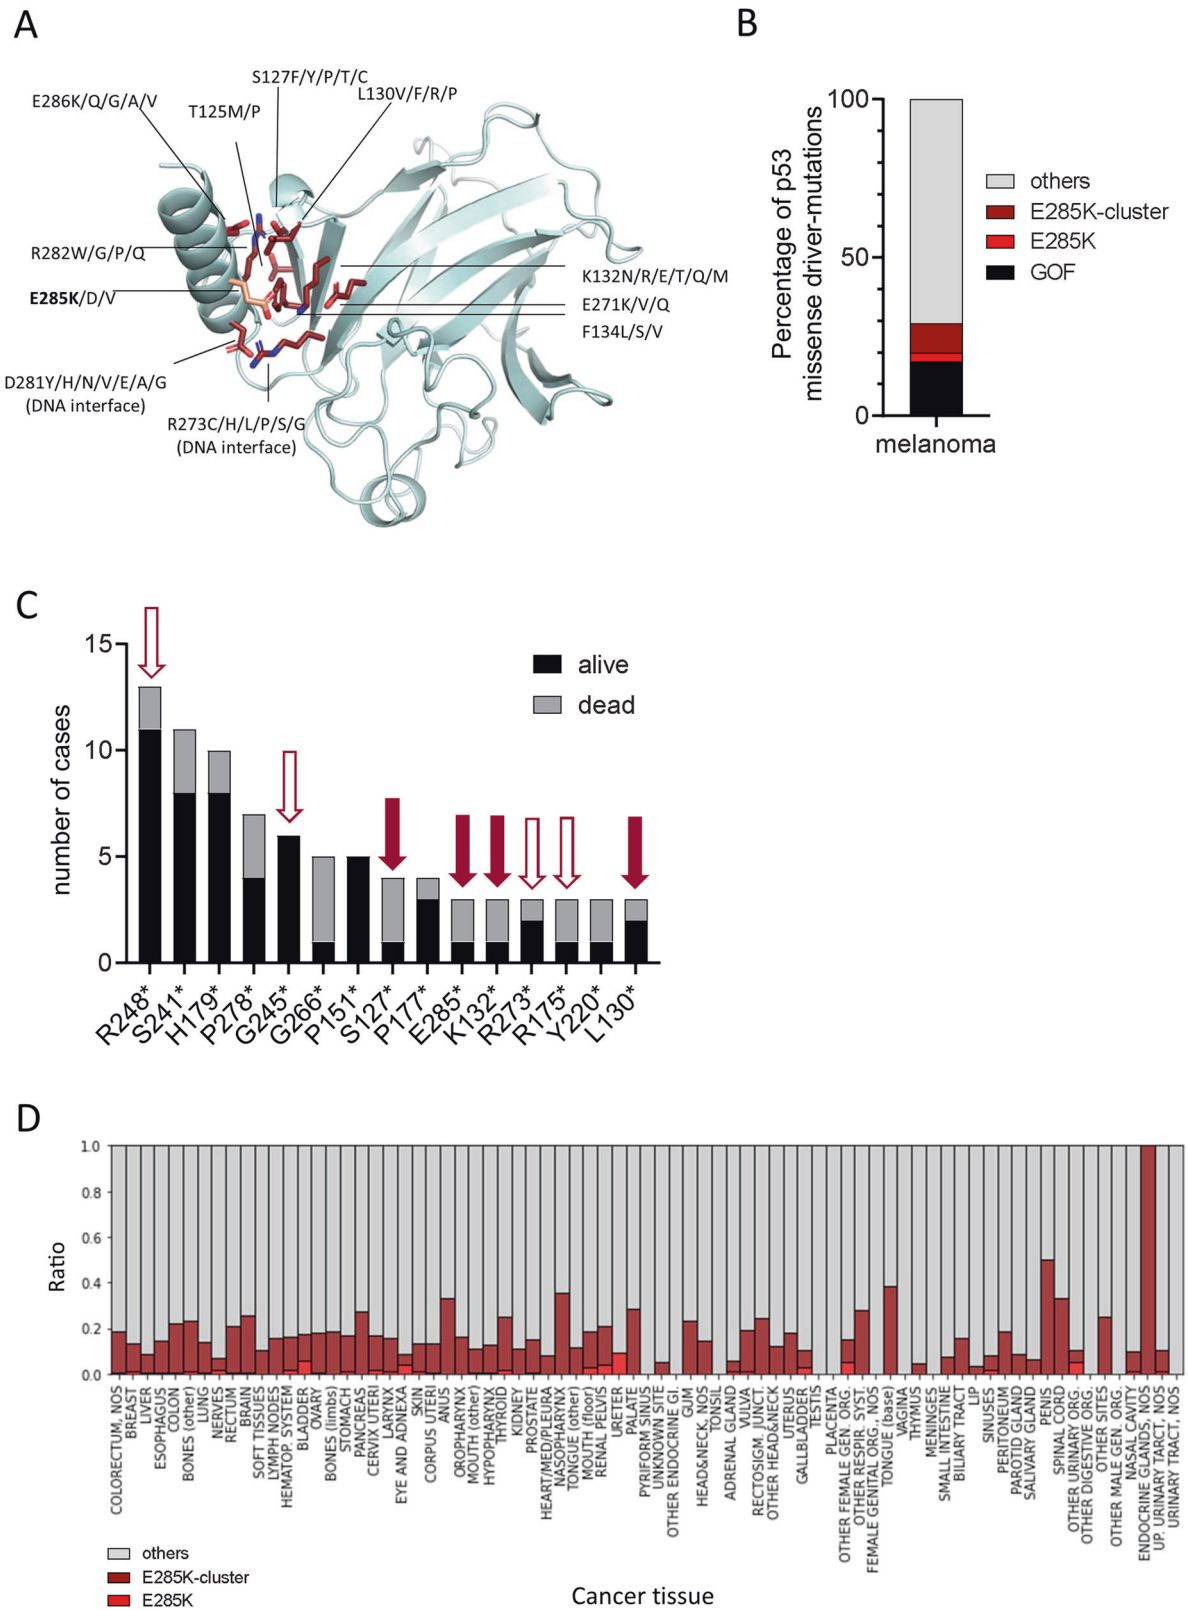 A
S127F/Y/P/T/C
E286K/Q/G/A/V
T125M/P
L130V/F/R/P
R282W/G/P/Q
E285K/D/V
K132N/R/E/T/Q/M
E271K/V/Q
F134L/S/V
D281Y/H/N/V/E/A/G
(DNA interface)
R273C/H/L/P/S/G
(DNA interface)
B
Percentage of p53
missense driver-mutations
100
50
0
melanoma
others
E285K-cluster
E285K
GOF
C
number of cases
15
10
5
0
alive
dead
R248*
S241*
H179*
P278*
G245*
G266*
P151*
S127*
P177*
E285*
K132*
R273*
R175*
Y220*
L130*
D
Ratio
1.0
0.8
0.6
0.4
0.2
0.0
COLORECTUM, NOS
BREAST
LIVER
ESOPHAGUS
COLON
BONES (other)
LUNG
NERVES
RECTUM
BRAIN
SOFT TISSUES
LYMPH NODES
HEMATOP. SYSTEM
BLADDER
OVARY
BONES (limbs)
STOMACH
PANCREAS
CERVIX UTERI
LARYNX
EYE AND ADNEXA
SKIN
CORPUS UTERI
ANUS
OROPHARYNX
MOUTH (other)
HYPOPHARYNX
THYROID
KIDNEY
PROSTATE
HEART/MED/PLEURA
NASOPHARYNX
TONGUE (other)
MOUTH (floor)
RENAL PELVIS
URETER
PALATE
PYRIFORM SINUS
UNKNOWN SITE
OTHER ENDOCRINE GI.
GUM
HEAD&NECK, NOS
TONSIL
ADRENAL GLAND
VULVA
RECTOSIGM. JUNCT.
OTHER HEAD&NECK
UTERUS
GALLBLADDER
TESTIS
PLACENTA
OTHER FEMALE GEN. ORG.
OTHER RESPIR. SYST.
FEMALE GENITAL ORG., NOS
TONGUE (base)
VAGINA
THYMUS
MENINGES
SMALL INTESTINE
BILIARY TRACT
LIP
SINUSES
PERITONEUM
PAROTID GLAND
SALIVARY GLAND
PENIS
SPINAL CORD
OTHER URINARY ORG.
OTHER DIGESTIVE ORG.
OTHER SITES
OTHER MALE GEN. ORG.
NASAL CAVITY
ENDOCRINE GLANDS, NOS
UP. URINARY TARCT, NOS
URINARY TRACT, NOS
others
E285K-cluster
E285K
Cancer tissue